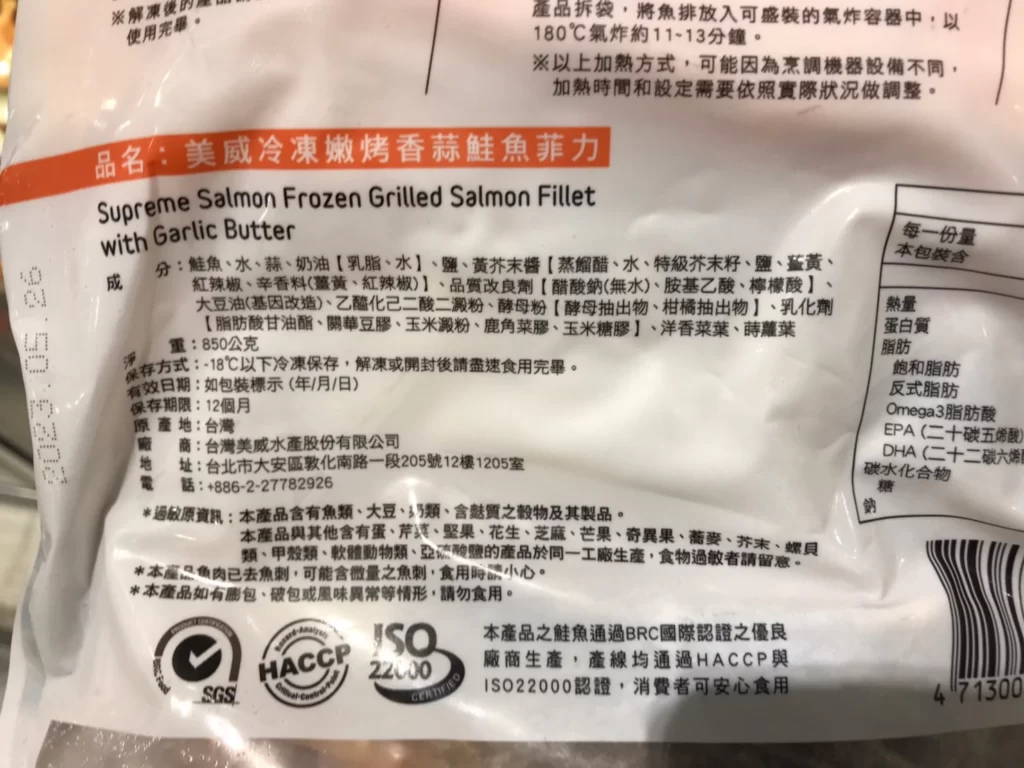 ※解凍後的產品
使用完畢。
產品拆袋，將魚排放入可盛裝的氣炸容器中，以
180℃氣炸約11~13分鐘。
※以上加熱方式，可能因為烹調機器設備不同，
加熱時間和設定需要依照實際狀況做調整。
品名：美威冷凍嫩烤香蒜鮭魚菲力
Supreme Salmon Frozen Grilled Salmon Fillet
with Garlic Butter
成分：鮭魚、水、蒜、奶油【乳脂、水】、鹽、黃芥末醬【蒸餾醋、水、特級芥末籽、鹽、薑黃、
紅辣椒、辛香料(薑黃、紅辣椒)】、品質改良劑【醋酸鈉(無水)、胺基乙酸、檸檬酸】、
大豆油(基因改造)、乙醯化己二酸二澱粉、酵母粉【酵母抽出物、柑橘抽出物】、乳化劑
【脂肪酸甘油酯、關華豆膠、玉米澱粉、鹿角菜膠、玉米糖膠】、洋香菜葉、蒔蘿葉
淨重：850公克
保存方式：-18℃以下冷凍保存，解凍或開封後請盡速食用完畢。
有效日期：如包裝標示 (年/月/日)
保存期限：12個月
原產地：台灣
廠商：台灣美威水產股份有限公司
地址：台北市大安區敦化南路一段205號12樓1205室
電話：+886-2-27782926
＊過敏原資訊：本產品含有魚類、大豆、奶類、含麩質之穀物及其製品。
本產品與其他含有蛋、芹菜、堅果、花生、芝麻、芒果、奇異果、蕎麥、芥末、螺貝
類、甲殼類、軟體動物類、亞硫酸鹽的產品於同一工廠生產，食物過敏者請留意。
＊本產品魚肉已去魚刺，可能含微量之魚刺，食用時請小心。
＊本產品如有膨包、破包或風味異常等情形，請勿食用。
每一份量
本包裝含
熱量
蛋白質
脂肪
飽和脂肪
反式脂肪
Omega3脂肪酸
EPA (二十碳五烯酸)
DHA (二十二碳六烯
碳水化合物
糖
鈉
2023.05.26
PRODUCT CERTIFICATION
BRC Food
SGS
Hazard-Analysis
HACCP
Critical-Control-Point
ISO
22000
CERTIFIED
本產品之鮭魚通過BRC國際認證之優良
廠商生產，產線均通過HACCP與
ISO22000認證，消費者可安心食用
4 71300